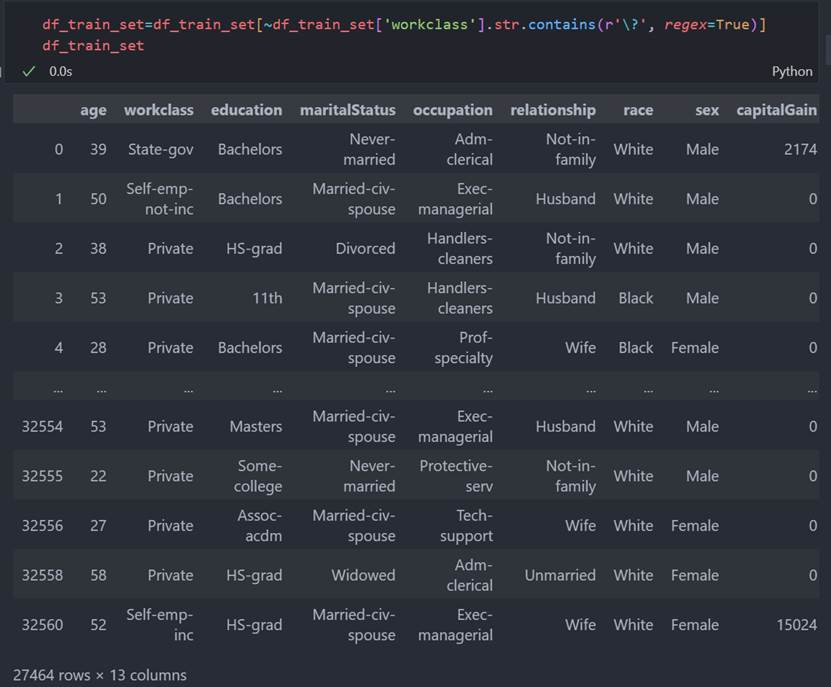 df_train_set=df_train_set[~df_train_set['workclass'].str.contains(r'\?', regex=True)]
df_train_set
0.0s Python
age workclass education maritalStatus occupation relationship race sex capitalGain
0 39 State-gov Bachelors Never-married Adm-clerical Not-in-family White Male 2174
1 50 Self-emp-not-inc Bachelors Married-civ-spouse Exec-managerial Husband White Male 0
2 38 Private HS-grad Divorced Handlers-cleaners Not-in-family White Male 0
3 53 Private 11th Married-civ-spouse Handlers-cleaners Husband Black Male 0
4 28 Private Bachelors Married-civ-spouse Prof-specialty Wife Black Female 0
... ... ... ... ... ... ... ... ... ...
32554 53 Private Masters Married-civ-spouse Exec-managerial Husband White Male 0
32555 22 Private Some-college Never-married Protective-serv Not-in-family White Male 0
32556 27 Private Assoc-acdm Married-civ-spouse Tech-support Wife White Female 0
32558 58 Private HS-grad Widowed Adm-clerical Unmarried White Female 0
32560 52 Self-emp-inc HS-grad Married-civ-spouse Exec-managerial Wife White Female 15024
27464 rows × 13 columns